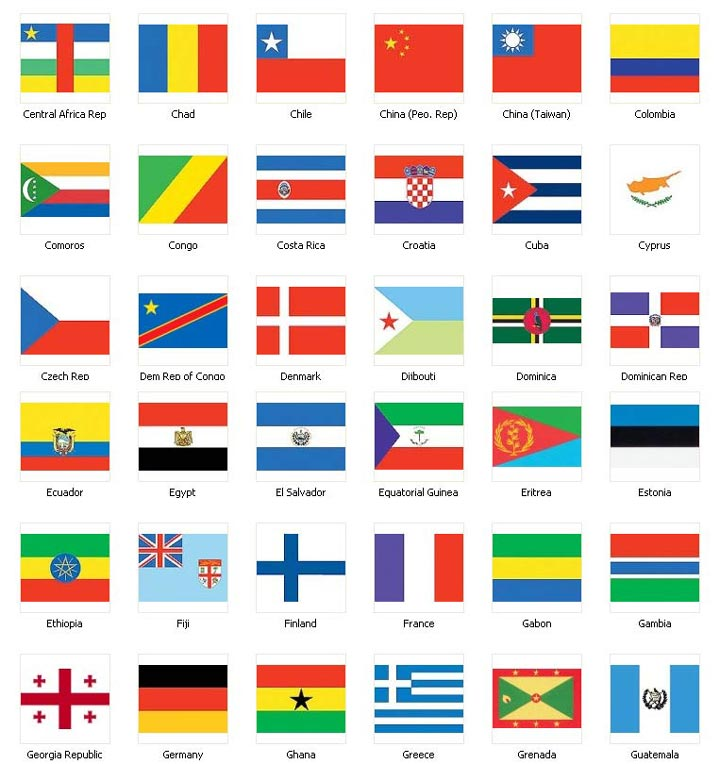 Central Africa Rep Chad Chile China (Peo. Rep) China (Taiwan) Colombia
Comoros Congo Costa Rica Croatia Cuba Cyprus
Czech Rep Dem Rep of Congo Denmark Djibouti Dominica Dominican Rep
Ecuador Egypt El Salvador Equatorial Guinea Eritrea Estonia
Ethiopia Fiji Finland France Gabon Gambia
Georgia Republic Germany Ghana Greece Grenada Guatemala